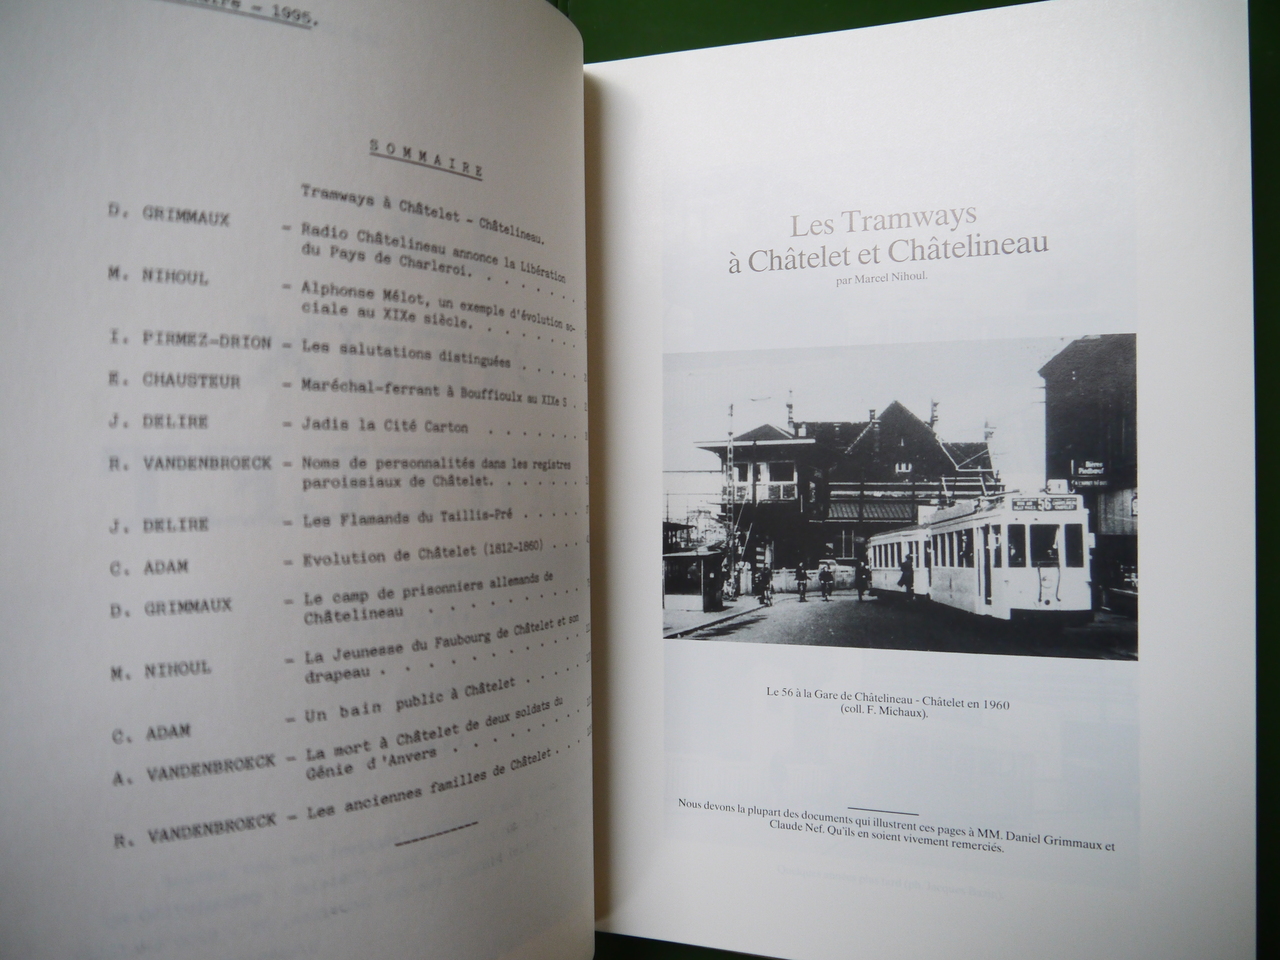 – 1995.
SOMMAIRE
Tramways à Châtelet – Châtelineau.
D. GRIMMAUX – Radio Châtelineau annonce la Libération
du Pays de Charleroi. . . . . . .
M. NIHOUL – Alphonse Mélot, un exemple d'évolution so-
ciale au XIXe siècle. . . . . . .
I. PIRMEZ-DRION – Les salutations distinguées . . . . .
E. CHAUSTEUR – Maréchal-ferrant à Bouffioulx au XIXe S .
J. DELIRE – Jadis la Cité Carton . . . . . . .
R. VANDENBROECK – Noms de personnalités dans les registres
paroissiaux de Châtelet. . . . . . .
J. DELIRE – Les Flamands du Taillis-Pré . . . . .
C. ADAM – Evolution de Châtelet (1812-1860) . . .
D. GRIMMAUX – Le camp de prisonniers allemands de
Châtelineau . . . . . . . .
M. NIHOUL – La Jeunesse du Faubourg de Châtelet et son
drapeau . . . . . . . . .
C. ADAM – Un bain public à Châtelet . . . . .
A. VANDENBROECK – La mort à Châtelet de deux soldats du
Génie d'Anvers . . . . . . .
R. VANDENBROECK – Les anciennes familles de Châtelet . . .
Les Tramways
à Châtelet et Châtelineau
par Marcel Nihoul.
Bières
Piedboeuf
56
Le 56 à la Gare de Châtelineau - Châtelet en 1960
(coll. F. Michaux).
Nous devons la plupart des documents qui illustrent ces pages à MM. Daniel Grimmaux et
Claude Nef. Qu'ils en soient vivement remerciés.